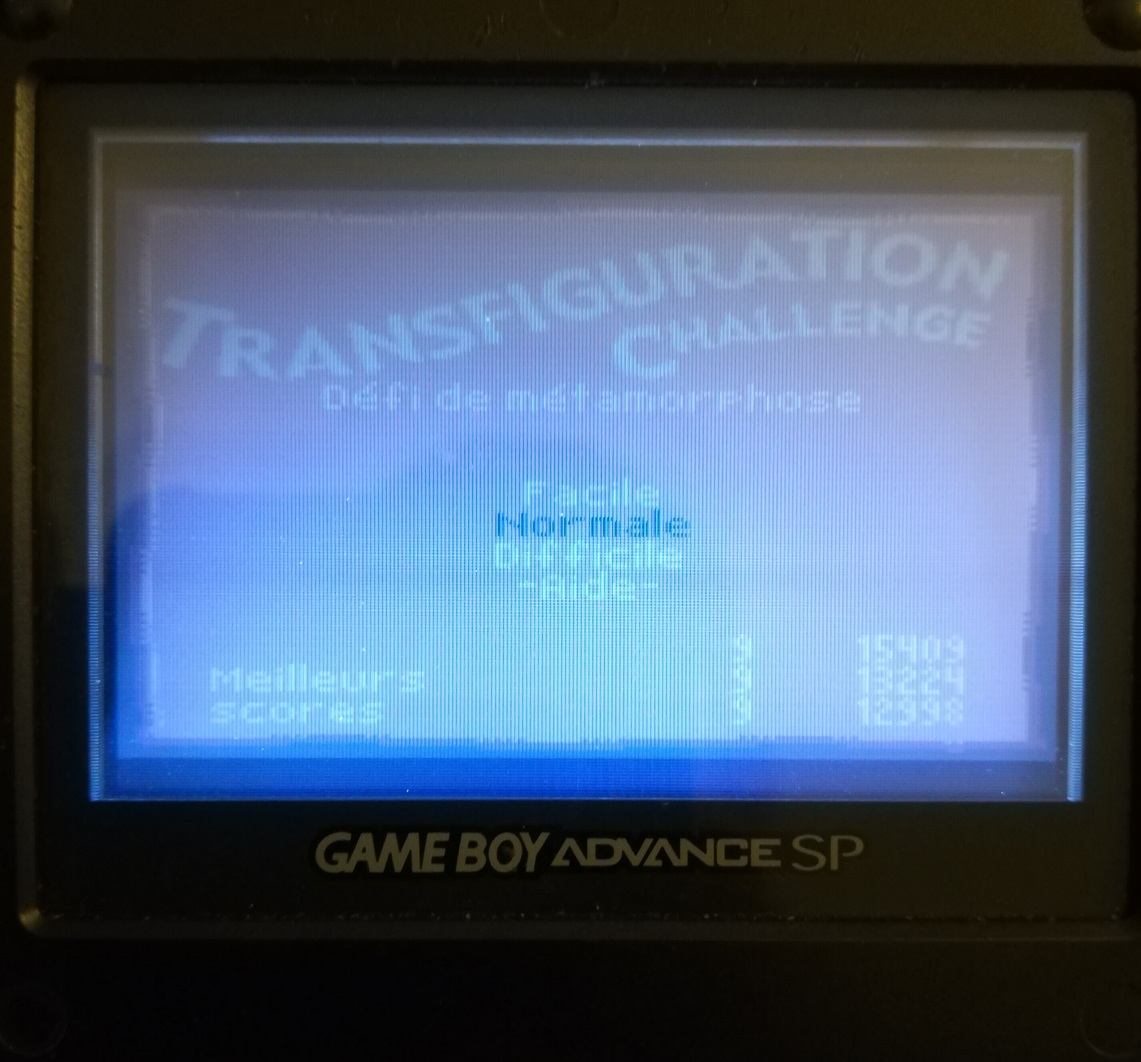 TRANSFIGURATION
CHALLENGE
Défi de métamorphose
Facile
Normale
Difficile
-Aide-
9 15409
Meilleurs 9 13224
scores 9 12998
GAME BOY ADVANCE SP